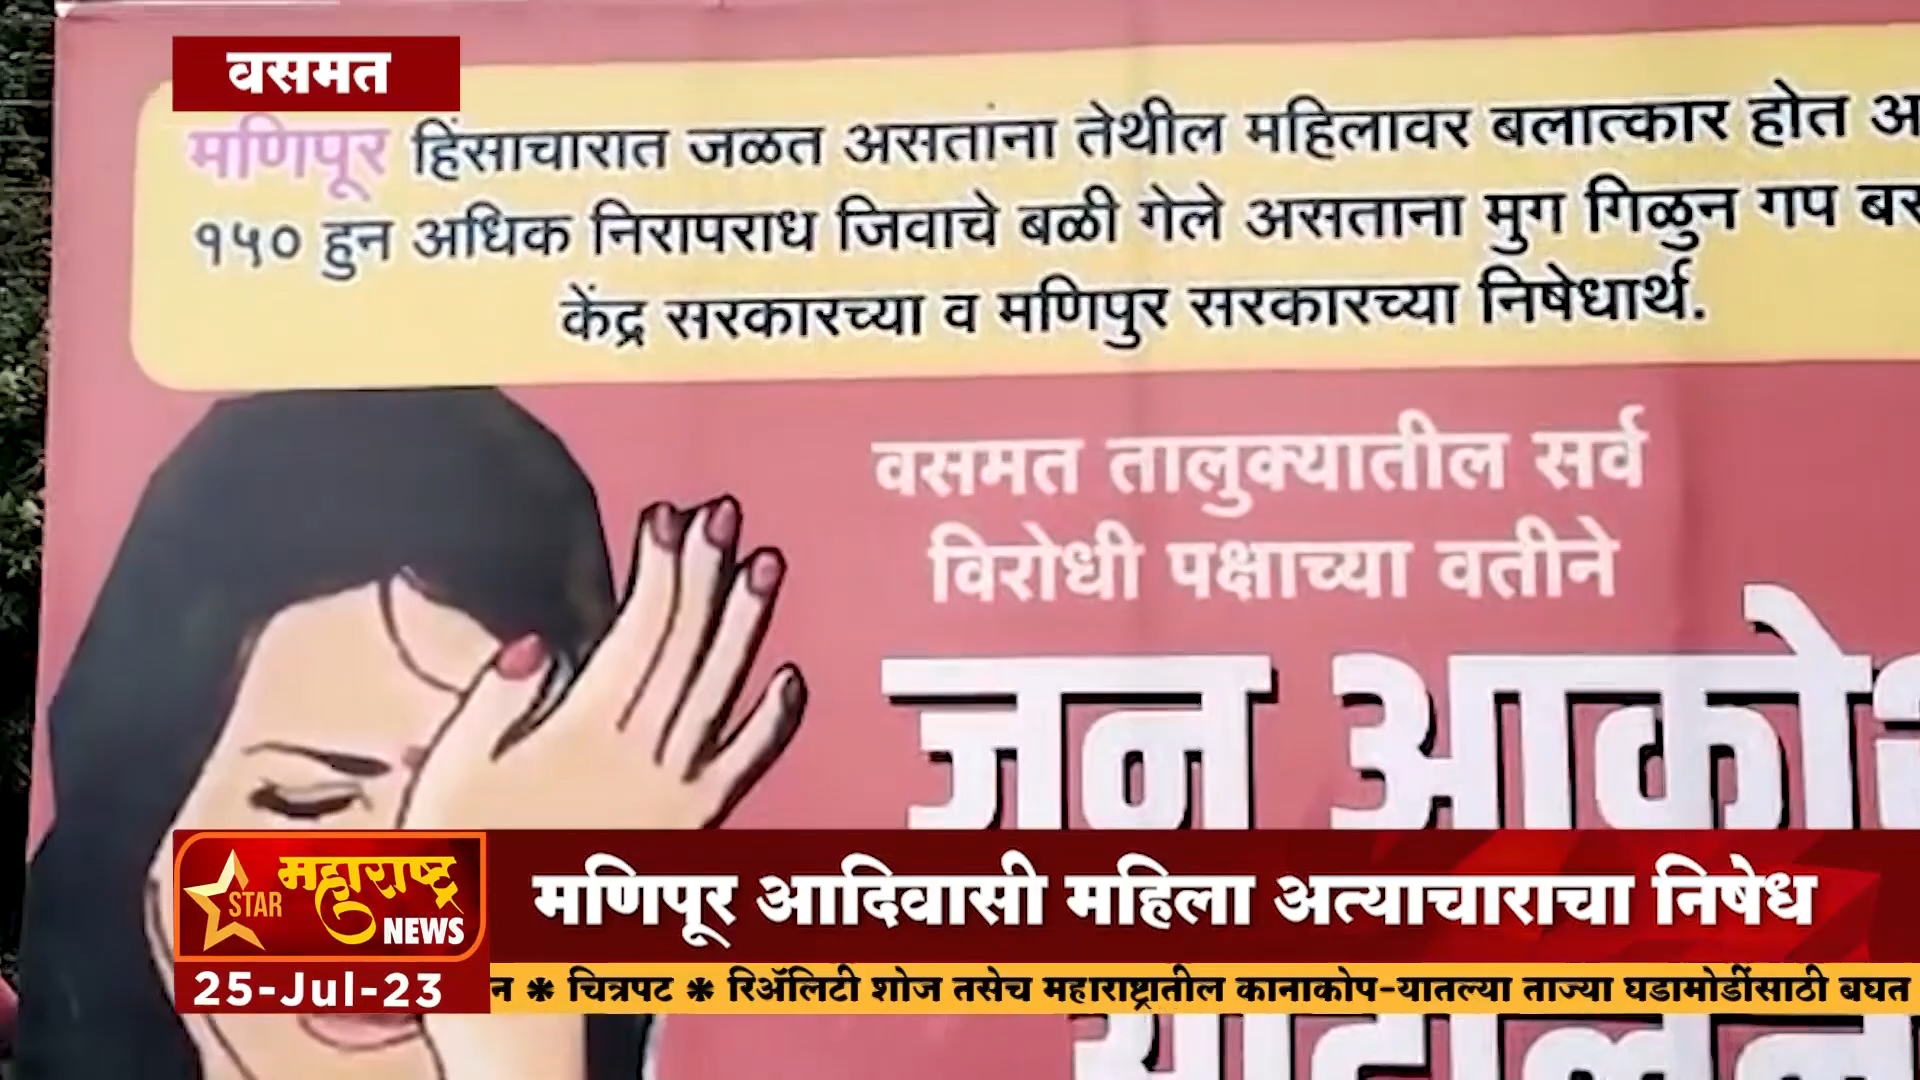 वसमत
मणिपूर हिंसाचारात जळत असतांना तेथील महिलावर बलात्कार होत
१५० हुन अधिक निरापराध जिवाचे बळी गेले असताना मुग गिळुन गप
केंद्र सरकारच्या व मणिपुर सरकारच्या निषेधार्थ.
वसमत तालुक्यातील सर्व
विरोधी पक्षाच्या वतीने
जन
STAR महाराष्ट्र NEWS
मणिपूर आदिवासी महिला अत्याचाराचा निषेध
25-Jul-23
न * चित्रपट * रिॲलिटी शोज तसेच महाराष्ट्रातील कानाकोप-यातल्या ताज्या घडामोडींसाठी बघत